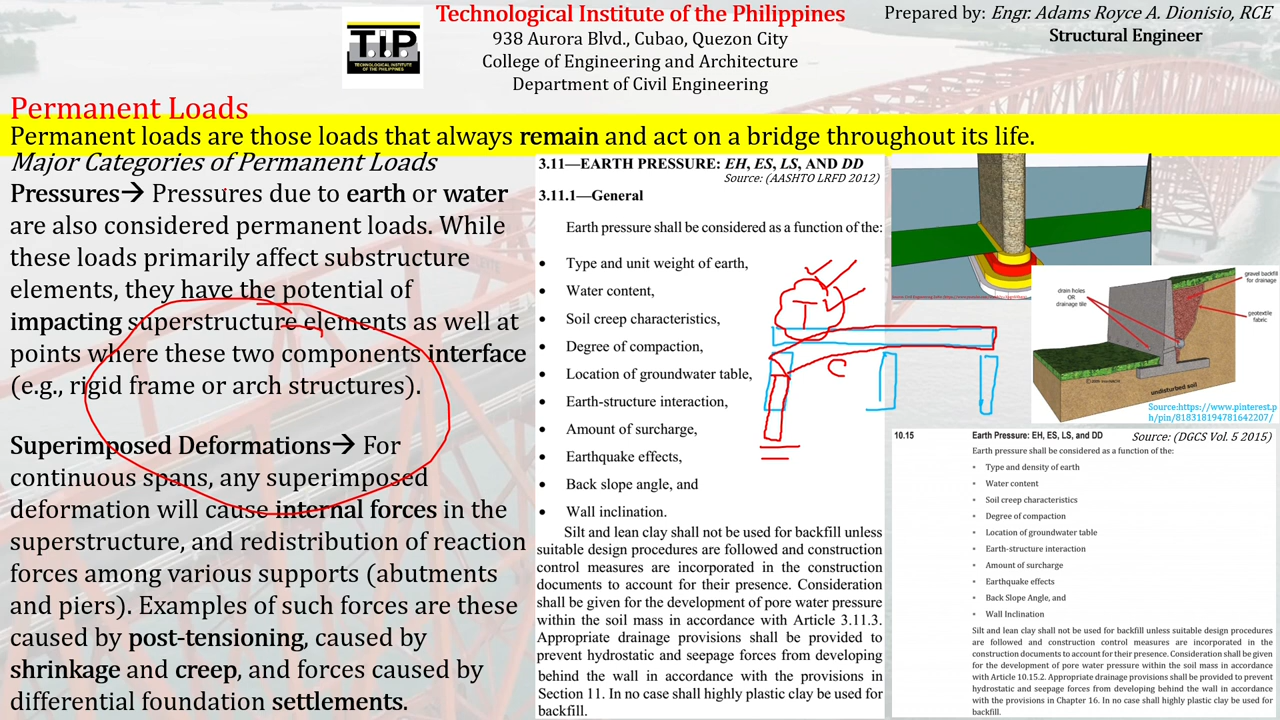 Technological Institute of the Philippines
938 Aurora Blvd., Cubao, Quezon City
College of Engineering and Architecture
Department of Civil Engineering
TiP
TECHNOLOGICAL INSTITUTE
OF THE PHILIPPINES
Prepared by: Engr. Adams Royce A. Dionisio, RCE
Structural Engineer
Permanent Loads
Permanent loads are those loads that always remain and act on a bridge throughout its life.
Major Categories of Permanent Loads
Pressures→ Pressures due to earth or water
are also considered permanent loads. While
these loads primarily affect substructure
elements, they have the potential of
impacting superstructure elements as well at
points where these two components interface
(e.g., rigid frame or arch structures).
Superimposed Deformations→ For
continuous spans, any superimposed
deformation will cause internal forces in the
superstructure, and redistribution of reaction
forces among various supports (abutments
and piers). Examples of such forces are these
caused by post-tensioning, caused by
shrinkage and creep, and forces caused by
differential foundation settlements.
3.11—EARTH PRESSURE: EH, ES, LS, AND DD
Source: (AASHTO LRFD 2012)
3.11.1—General
Earth pressure shall be considered as a function of the:
• Type and unit weight of earth,
• Water content,
• Soil creep characteristics,
• Degree of compaction,
• Location of groundwater table,
• Earth-structure interaction,
• Amount of surcharge,
• Earthquake effects,
• Back slope angle, and
• Wall inclination.
Silt and lean clay shall not be used for backfill unless
suitable design procedures are followed and construction
control measures are incorporated in the construction
documents to account for their presence. Consideration
shall be given for the development of pore water pressure
within the soil mass in accordance with Article 3.11.3.
Appropriate drainage provisions shall be provided to
prevent hydrostatic and seepage forces from developing
behind the wall in accordance with the provisions in
Section 11. In no case shall highly plastic clay be used for
backfill.
T
C
drain holes
OR
drainage tile
gravel backfill
for drainage
geotextile
fabric
undisturbed soil
Source:https://www.pinterest.p
h/pin/818318194781642207/
10.15 Earth Pressure: EH, ES, LS, and DD Source: (DGCS Vol. 5 2015)
Earth pressure shall be considered as a function of the:
• Type and density of earth
• Water content
• Soil creep characteristics
• Degree of compaction
• Location of groundwater table
• Earth-structure interaction
• Amount of surcharge
• Earthquake effects
• Back Slope Angle, and
• Wall Inclination
Silt and lean clay shall not be used for backfill unless suitable design procedures
are followed and construction control measures are incorporated in the
construction documents to account for their presence. Consideration shall be given
for the development of pore water pressure within the soil mass in accordance
with Article 10.15.2. Appropriate drainage provisions shall be provided to prevent
hydrostatic and seepage forces from developing behind the wall in accordance
with the provisions in Chapter 16. In no case shall highly plastic clay be used for
backfill.